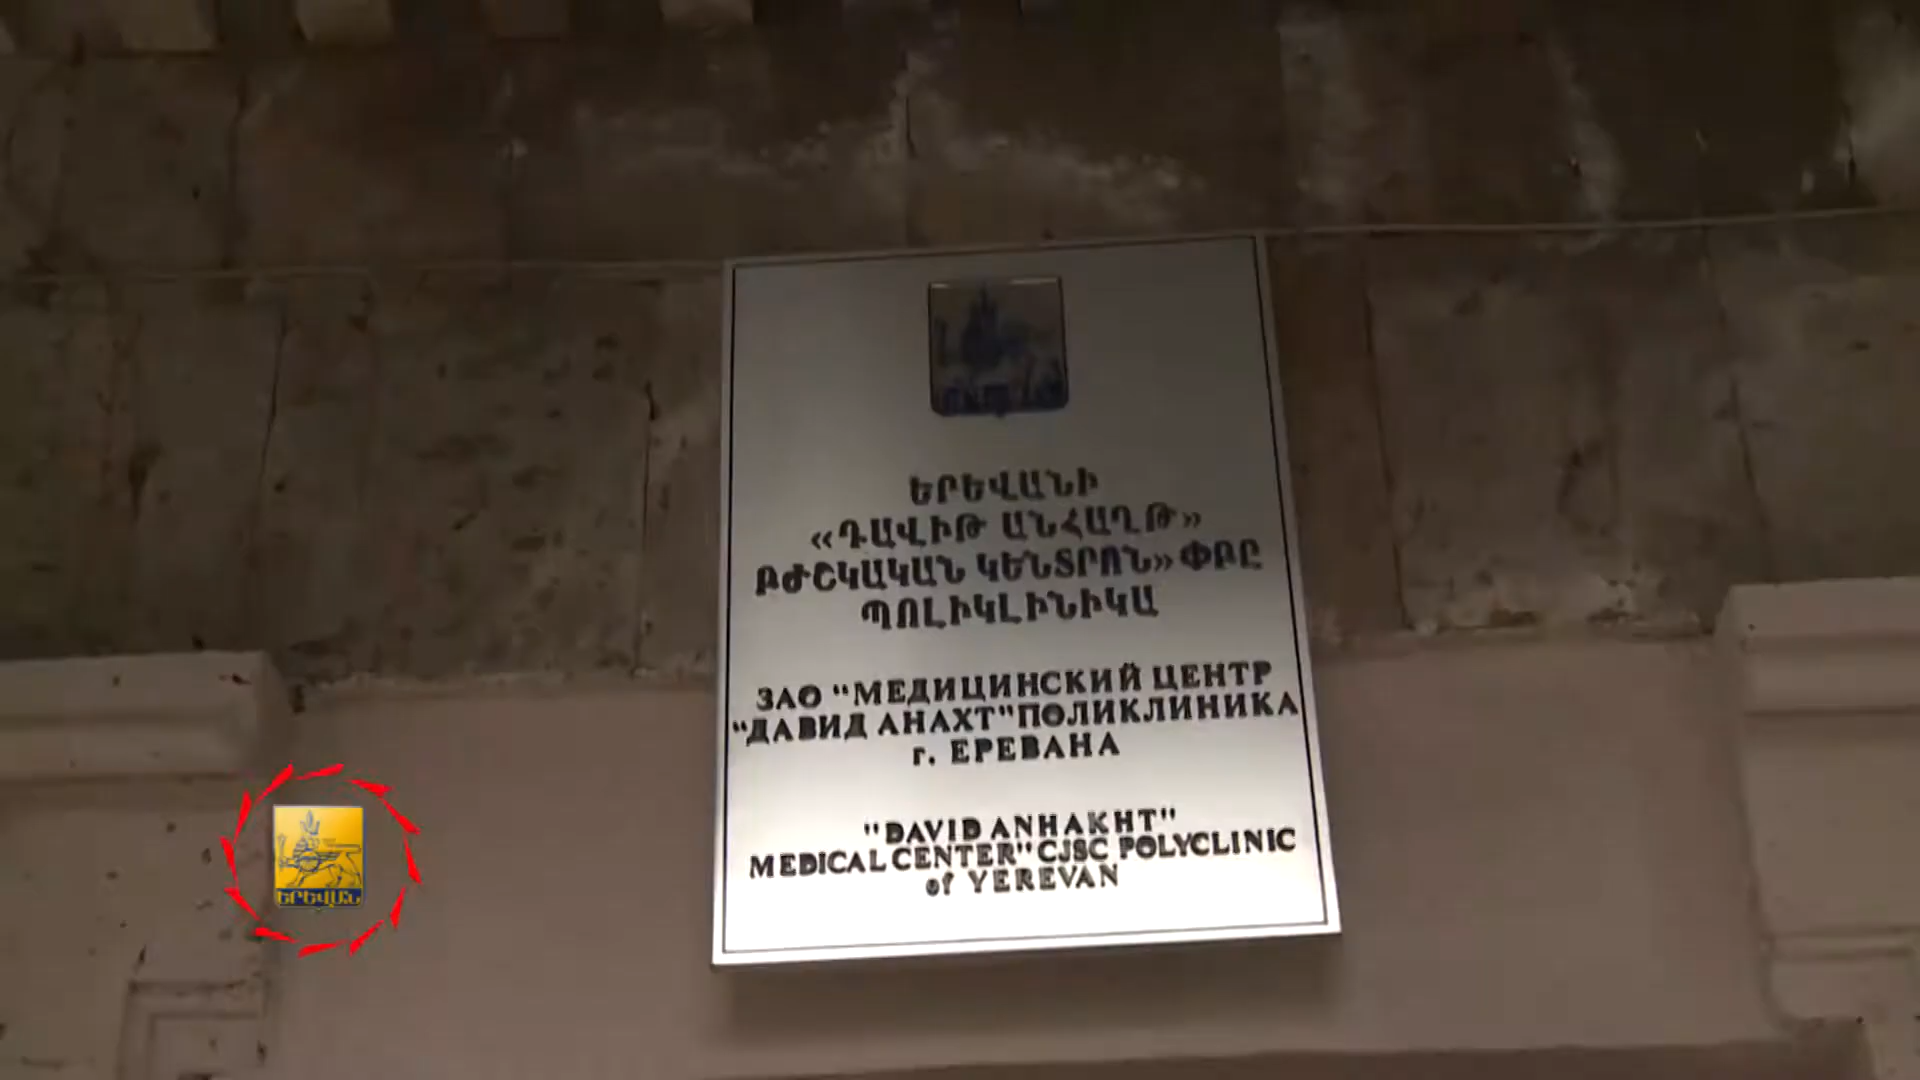 ԵՐԵՎԱՆԻ
«ԴԱՎԻԹ ԱՆՀԱՂԹ»
ԲԺՇԿԱԿԱՆ ԿԵՆՏՐՈՆ» ՓԲԸ
ՊՈԼԻԿԼԻՆԻԿԱ
ЗАО "МЕДИЦИНСКИЙ ЦЕНТР
"ДАВИД АНАХТ" ПОЛИКЛИНИКА
г. ЕРЕВАНА
"DAVID ANHAKHT"
MEDICAL CENTER" CJSC POLYCLINIC
of YEREVAN
ԵՐԵՎԱՆ